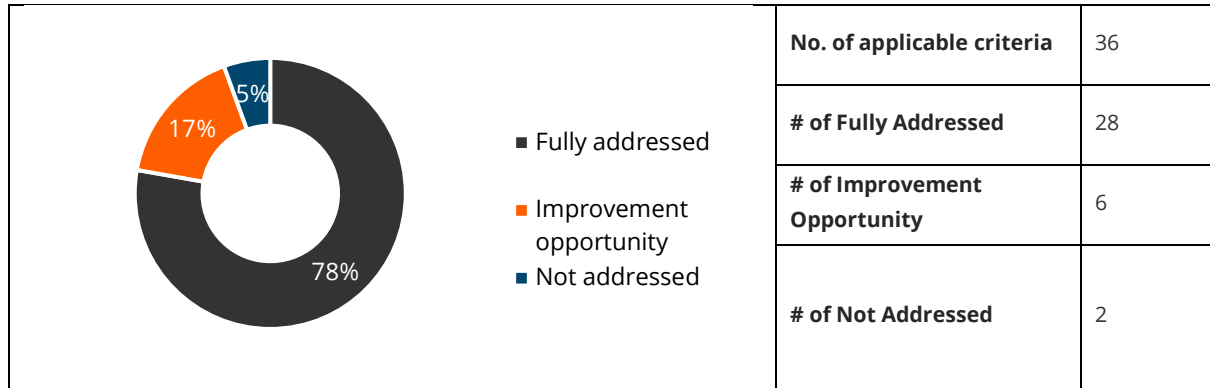 5%
17%
78%
Fully addressed
Improvement
opportunity
Not addressed
No. of applicable criteria 36
# of Fully Addressed 28
# of Improvement
Opportunity 6
# of Not Addressed 2